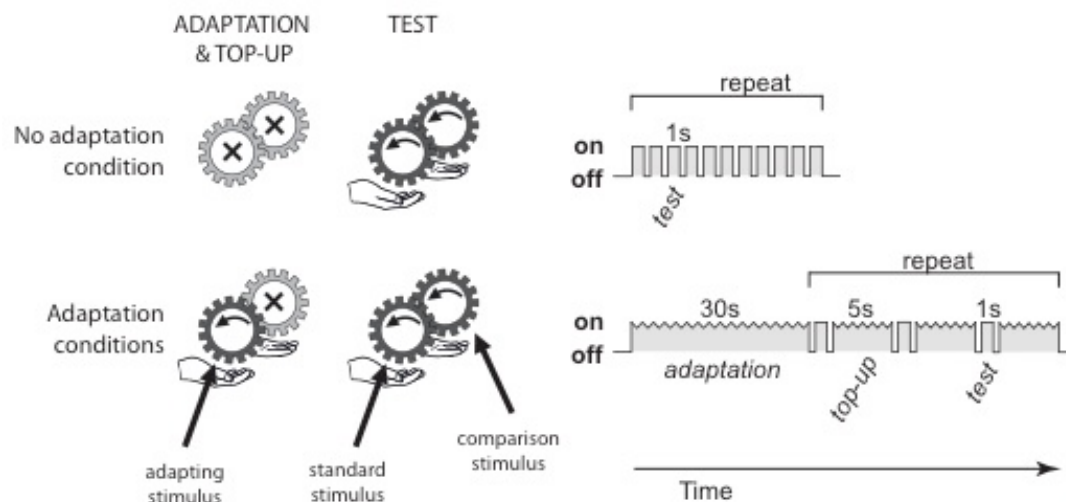 ADAPTATION
& TOP-UP
TEST
No adaptation
condition
repeat
1s
on
off
test
Adaptation
conditions
repeat
30s
5s
1s
on
off
adaptation
top-up
test
adapting
stimulus
standard
stimulus
comparison
stimulus
Time